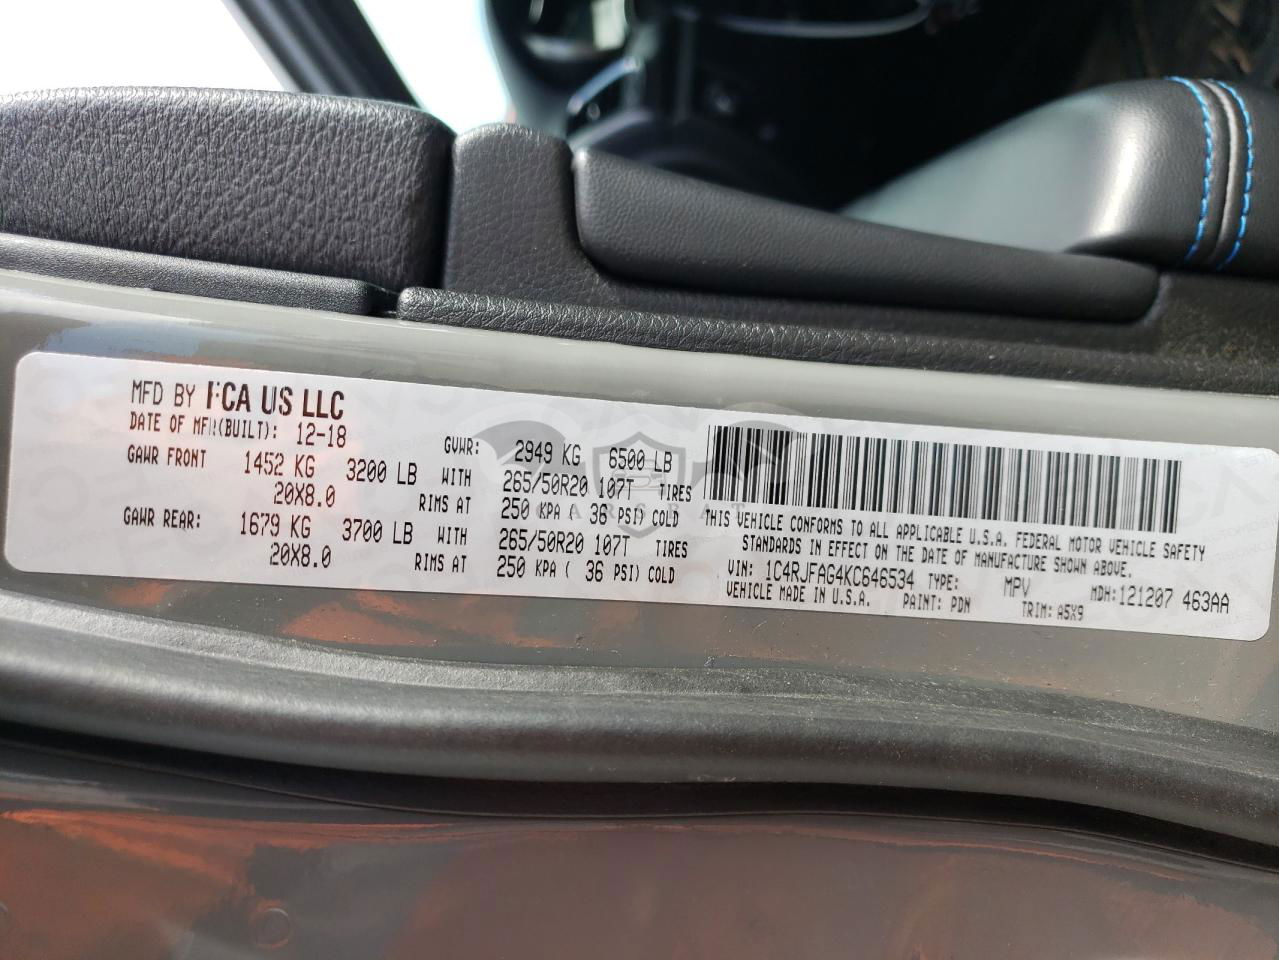 MFD BY FCA US LLC
DATE OF MFR(BUILT): 12-18 GVWR: 2949 KG 6500 LB
GAWR FRONT 1452 KG 3200 LB WITH 265/50R20 107T TIRES
20X8.0 RIMS AT 250 KPA ( 36 PSI) COLD
GAWR REAR: 1679 KG 3700 LB WITH 265/50R20 107T TIRES
20X8.0 RIMS AT 250 KPA ( 36 PSI) COLD
THIS VEHICLE CONFORMS TO ALL APPLICABLE U.S.A. FEDERAL MOTOR VEHICLE SAFETY
STANDARDS IN EFFECT ON THE DATE OF MANUFACTURE SHOWN ABOVE.
VIN: 1C4RJFAG4KC646534 TYPE: MPV MDH:121207 463AA
VEHICLE MADE IN U.S.A. PAINT: PDN TRIM: A5X9